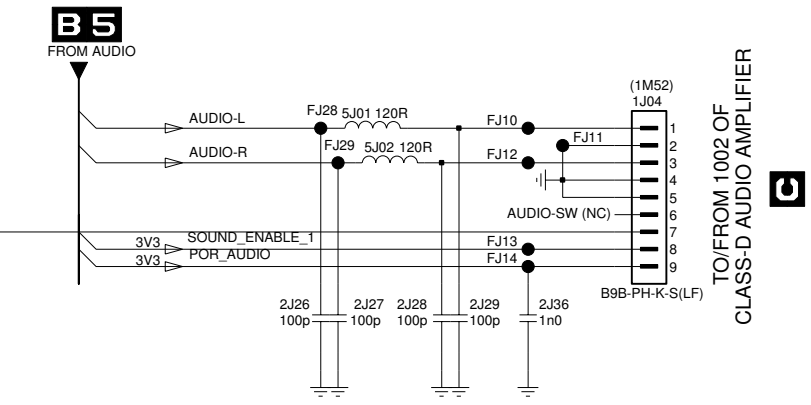 B 5
FROM AUDIO
AUDIO-L
FJ28 5J01 120R
FJ10
(1M52)
1J04
1
FJ11
2
AUDIO-R
FJ29 5J02 120R
FJ12
3
4
5
AUDIO-SW (NC)
6
7
3V3 SOUND_ENABLE_1
FJ13
8
3V3 POR_AUDIO
FJ14
9
B9B-PH-K-S(LF)
TO/FROM 1002 OF
CLASS-D AUDIO AMPLIFIER
C
2J26
100p
2J27
100p
2J28
100p
2J29
100p
2J36
1n0